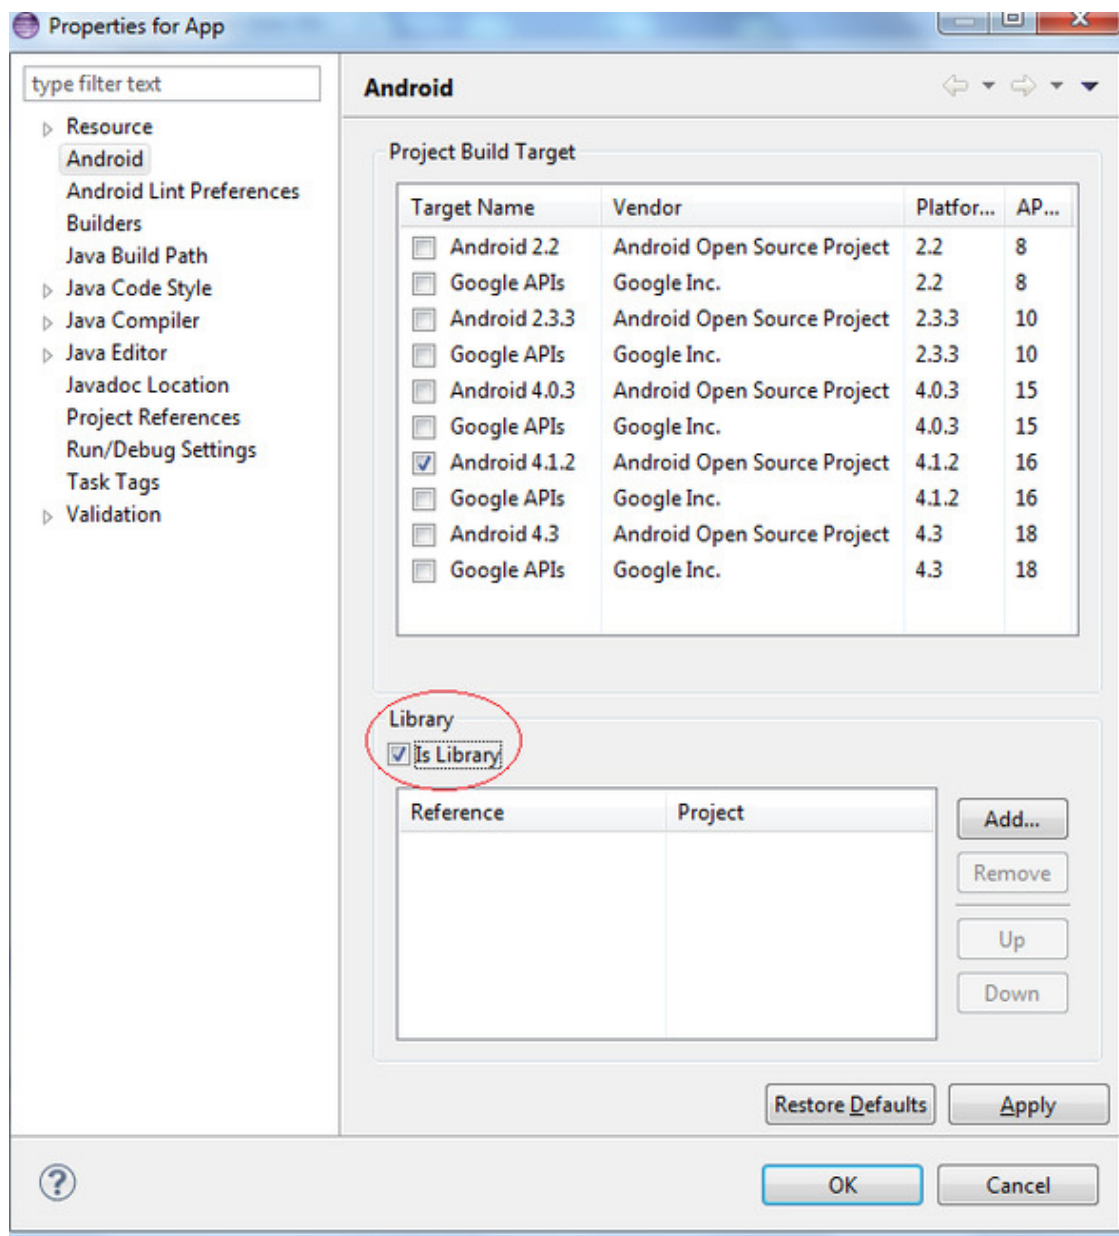 Properties for App
type filter text
Resource
Android
Android Lint Preferences
Builders
Java Build Path
Java Code Style
Java Compiler
Java Editor
Javadoc Location
Project References
Run/Debug Settings
Task Tags
Validation
Android
Project Build Target
Target Name Vendor Platfor... AP...
Android 2.2 Android Open Source Project 2.2 8
Google APIs Google Inc. 2.2 8
Android 2.3.3 Android Open Source Project 2.3.3 10
Google APIs Google Inc. 2.3.3 10
Android 4.0.3 Android Open Source Project 4.0.3 15
Google APIs Google Inc. 4.0.3 15
Android 4.1.2 Android Open Source Project 4.1.2 16
Google APIs Google Inc. 4.1.2 16
Android 4.3 Android Open Source Project 4.3 18
Google APIs Google Inc. 4.3 18
Library
Is Library
Reference Project
Add...
Remove
Up
Down
Restore Defaults Apply
? OK Cancel